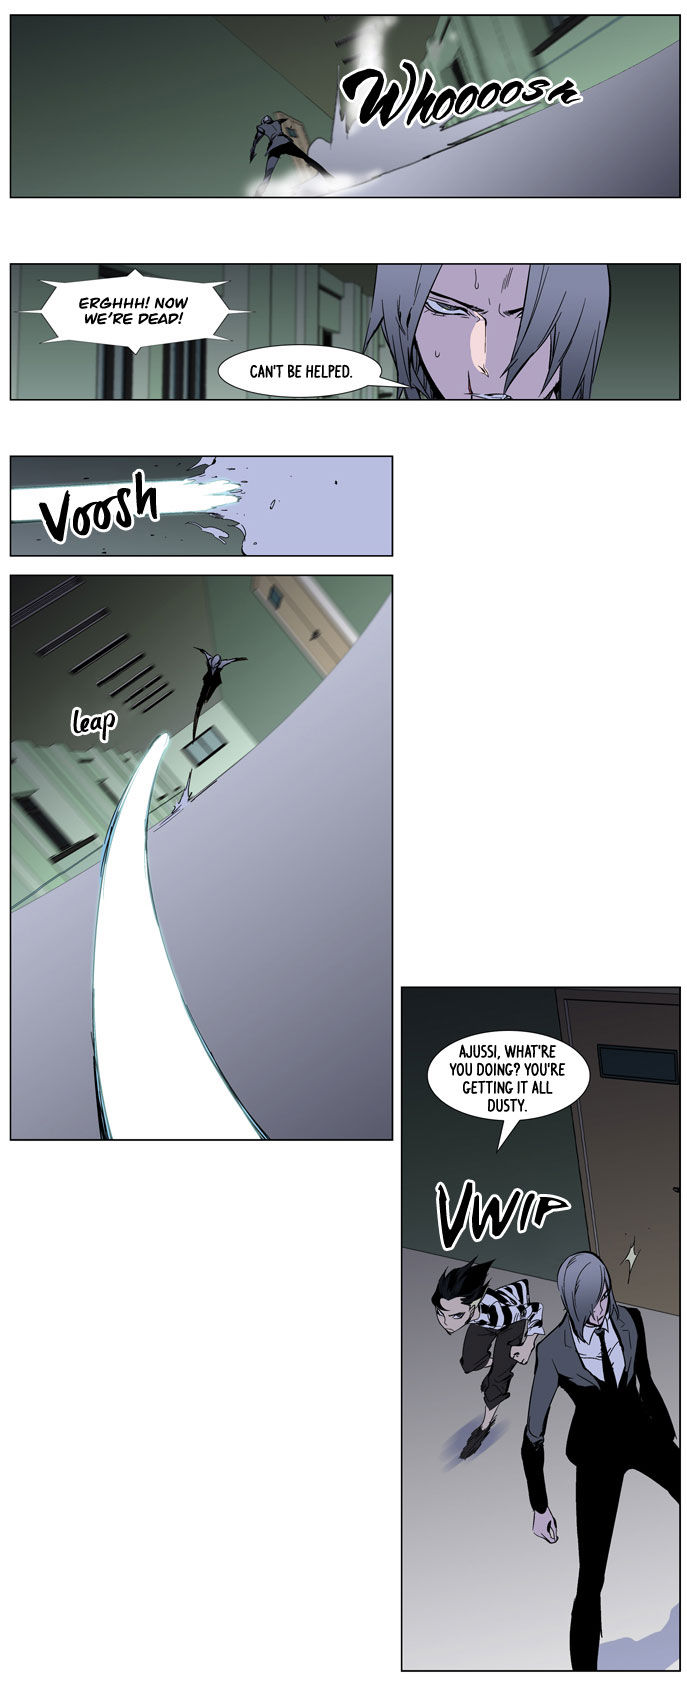 Whoooosh
ERGHHH! NOW
WE'RE DEAD!
CAN'T BE HELPED.
Voosh
leap
AJUSSI, WHAT'RE
YOU DOING? YOU'RE
GETTING IT ALL
DUSTY.
VWIP